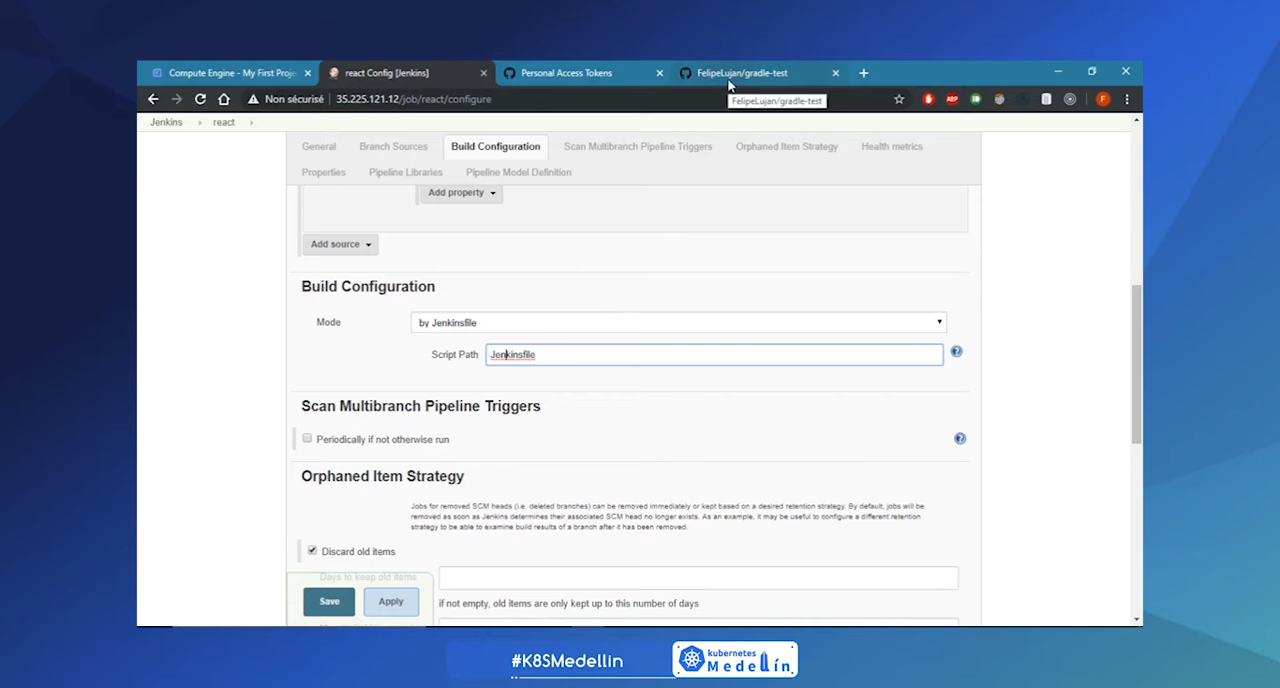 Compute Engine - My First Proje
react Config [Jenkins]
Personal Access Tokens
FelipeLujan/gradle-test
Non sécurisé
35.225.121.12/job/react/configure
FelipeLujan/gradle-test
ABP
F
Jenkins
react
General
Branch Sources
Build Configuration
Scan Multibranch Pipeline Triggers
Orphaned Item Strategy
Health metrics
Properties
Pipeline Libraries
Pipeline Model Definition
Add property
Add source
Build Configuration
Mode
by Jenkinsfile
Script Path
Jenkinsfile
Scan Multibranch Pipeline Triggers
Periodically if not otherwise run
Orphaned Item Strategy
Jobs for removed SCM heads (i.e. deleted branches) can be removed immediately or kept based on a desired retention strategy. By default, jobs will be
removed as soon as Jenkins determines their associated SCM head no longer exists. As an example, it may be useful to configure a different retention
strategy to be able to examine build results of a branch after it has been removed.
Discard old items
Days to keep old items
Save
Apply
if not empty, old items are only kept up to this number of days
#K8SMedellin
kubernetes
Medellín